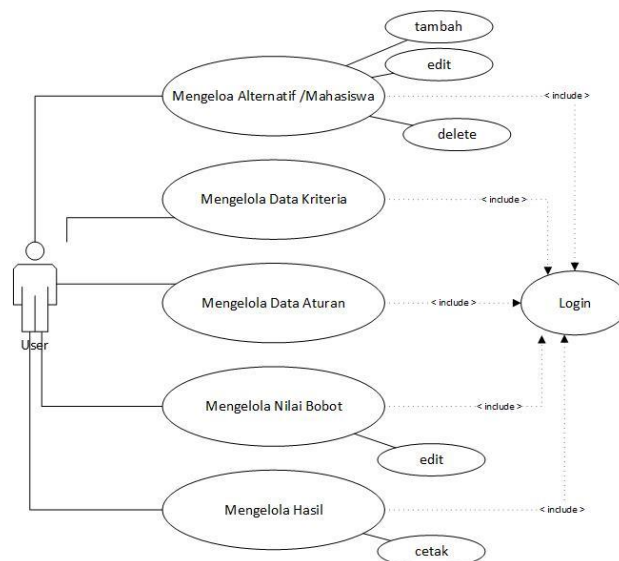 tambah
edit
Mengeloa Alternatif /Mahasiswa
< include >
delete
Mengelola Data Kriteria
< include >
Mengelola Data Aturan
< include >
Login
User
Mengelola Nilai Bobot
< include >
edit
Mengelola Hasil
< include >
cetak